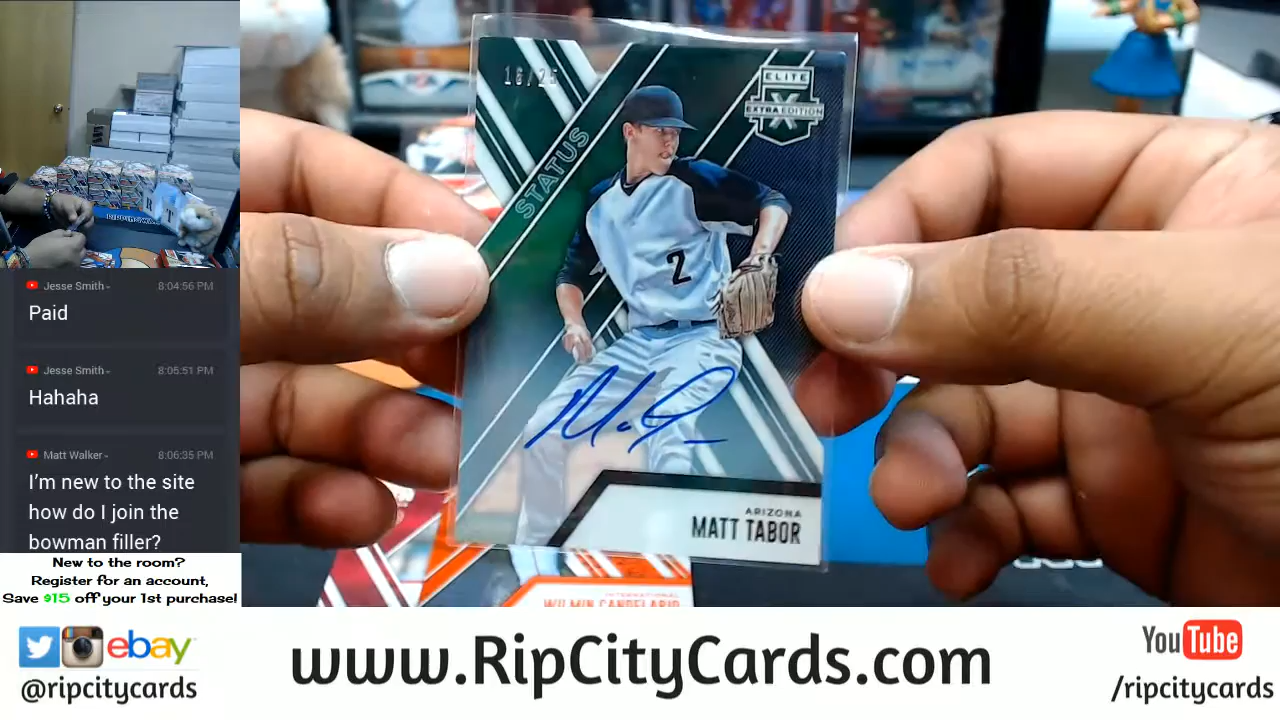 Jesse Smith 8:04:56 PM
Paid
Jesse Smith 8:05:51 PM
Hahaha
Matt Walker 8:06:35 PM
I'm new to the site
how do I join the
bowman filler?
New to the room?
Register for an account,
Save $15 off your 1st purchase!
STATUS
ELITE
EXTRA EDITION
X
2
ARIZONA
MATT TABOR
INTERNATIONAL
WILMIN CANDELARIO
ebay
@ripcitycards
www.RipCityCards.com
YouTube
/ripcitycards